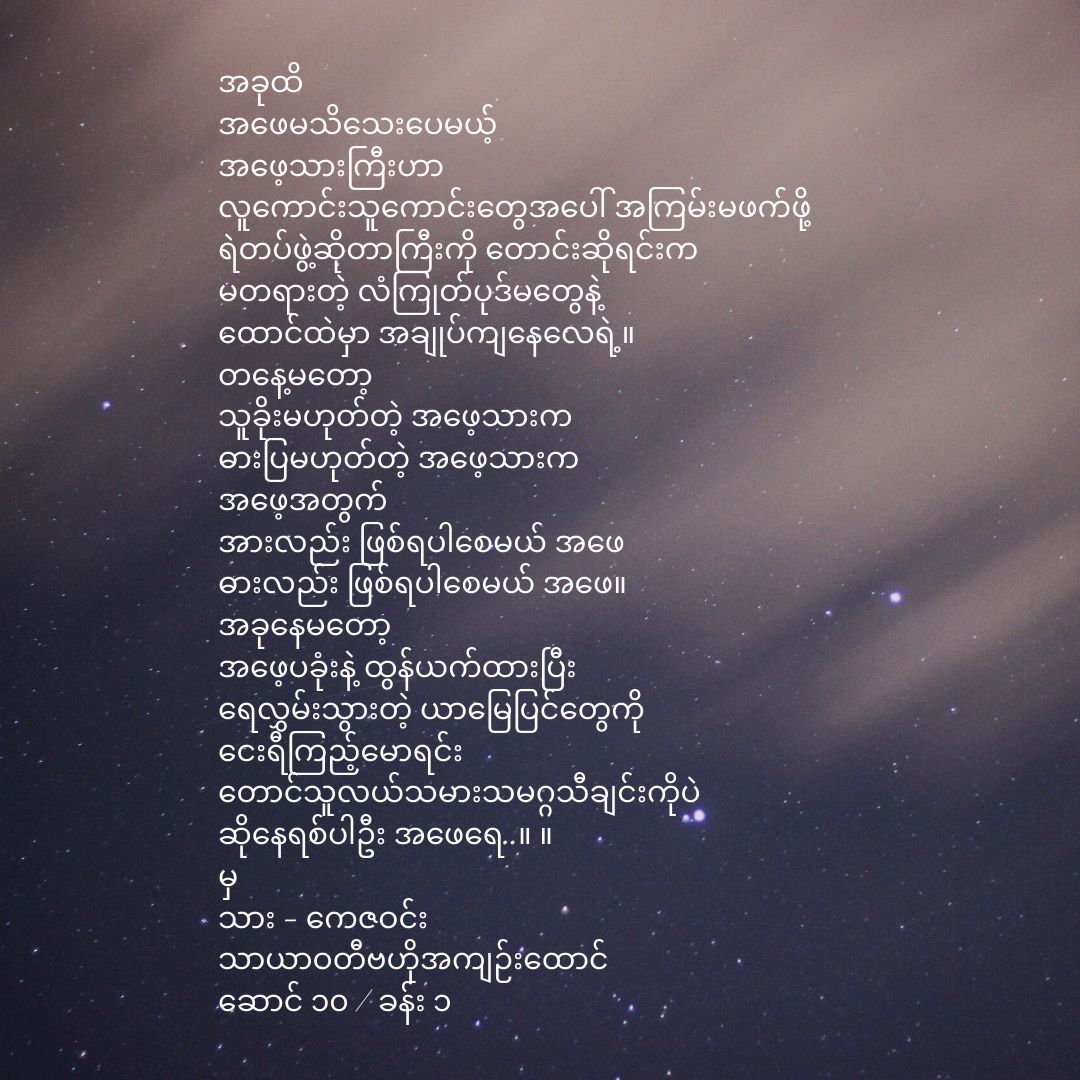 အခုထိ
အဖေမသိသေးပေမယ့်
အဖေ့သားကြီးဟာ
လူကောင်းသူကောင်းတွေအပေါ် အကြမ်းမဖက်ဖို့
ရဲတပ်ဖွဲ့ဆိုတာကြီးကို တောင်းဆိုရင်းက
မတရားတဲ့ လံကြုတ်ပုဒ်မတွေနဲ့
ထောင်ထဲမှာ အချုပ်ကျနေလေရဲ့။
တနေ့မတော့
သူခိုးမဟုတ်တဲ့ အဖေ့သားက
ဓားပြမဟုတ်တဲ့ အဖေ့သားက
အဖေ့အတွက်
အားလည်း ဖြစ်ရပါစေမယ် အဖေ
ဓားလည်း ဖြစ်ရပါစေမယ် အဖေ။
အခုနေမတော့
အဖေ့ပခုံးနဲ့ ထွန်ယက်ထားပြီး
ရေလွှမ်းသွားတဲ့ ယာမြေပြင်တွေကို
ငေးရီကြည့်မောရင်း
တောင်သူလယ်သမားသမဂ္ဂသီချင်းကိုပဲ
ဆိုနေရစ်ပါဦး အဖေရေ..။ ။
မှ
သား – ကေဇဝင်း
သာယာဝတီဗဟိုအကျဉ်းထောင်
ဆောင် ၁၀ / ခန်း ၁